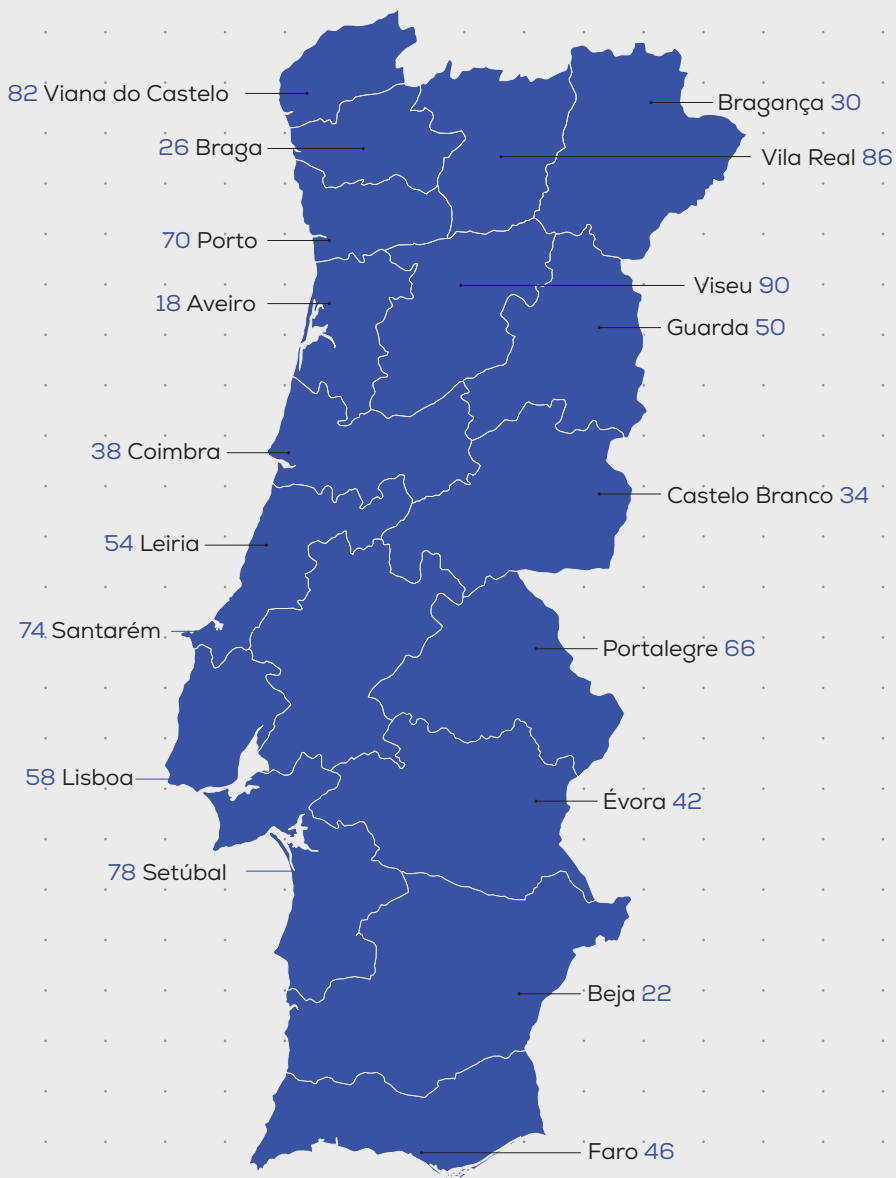 82 Viana do Castelo
Bragança 30
26 Braga
Vila Real 86
70 Porto
Viseu 90
18 Aveiro
Guarda 50
38 Coimbra
Castelo Branco 34
54 Leiria
74 Santarém
Portalegre 66
58 Lisboa
Évora 42
78 Setúbal
Beja 22
Faro 46